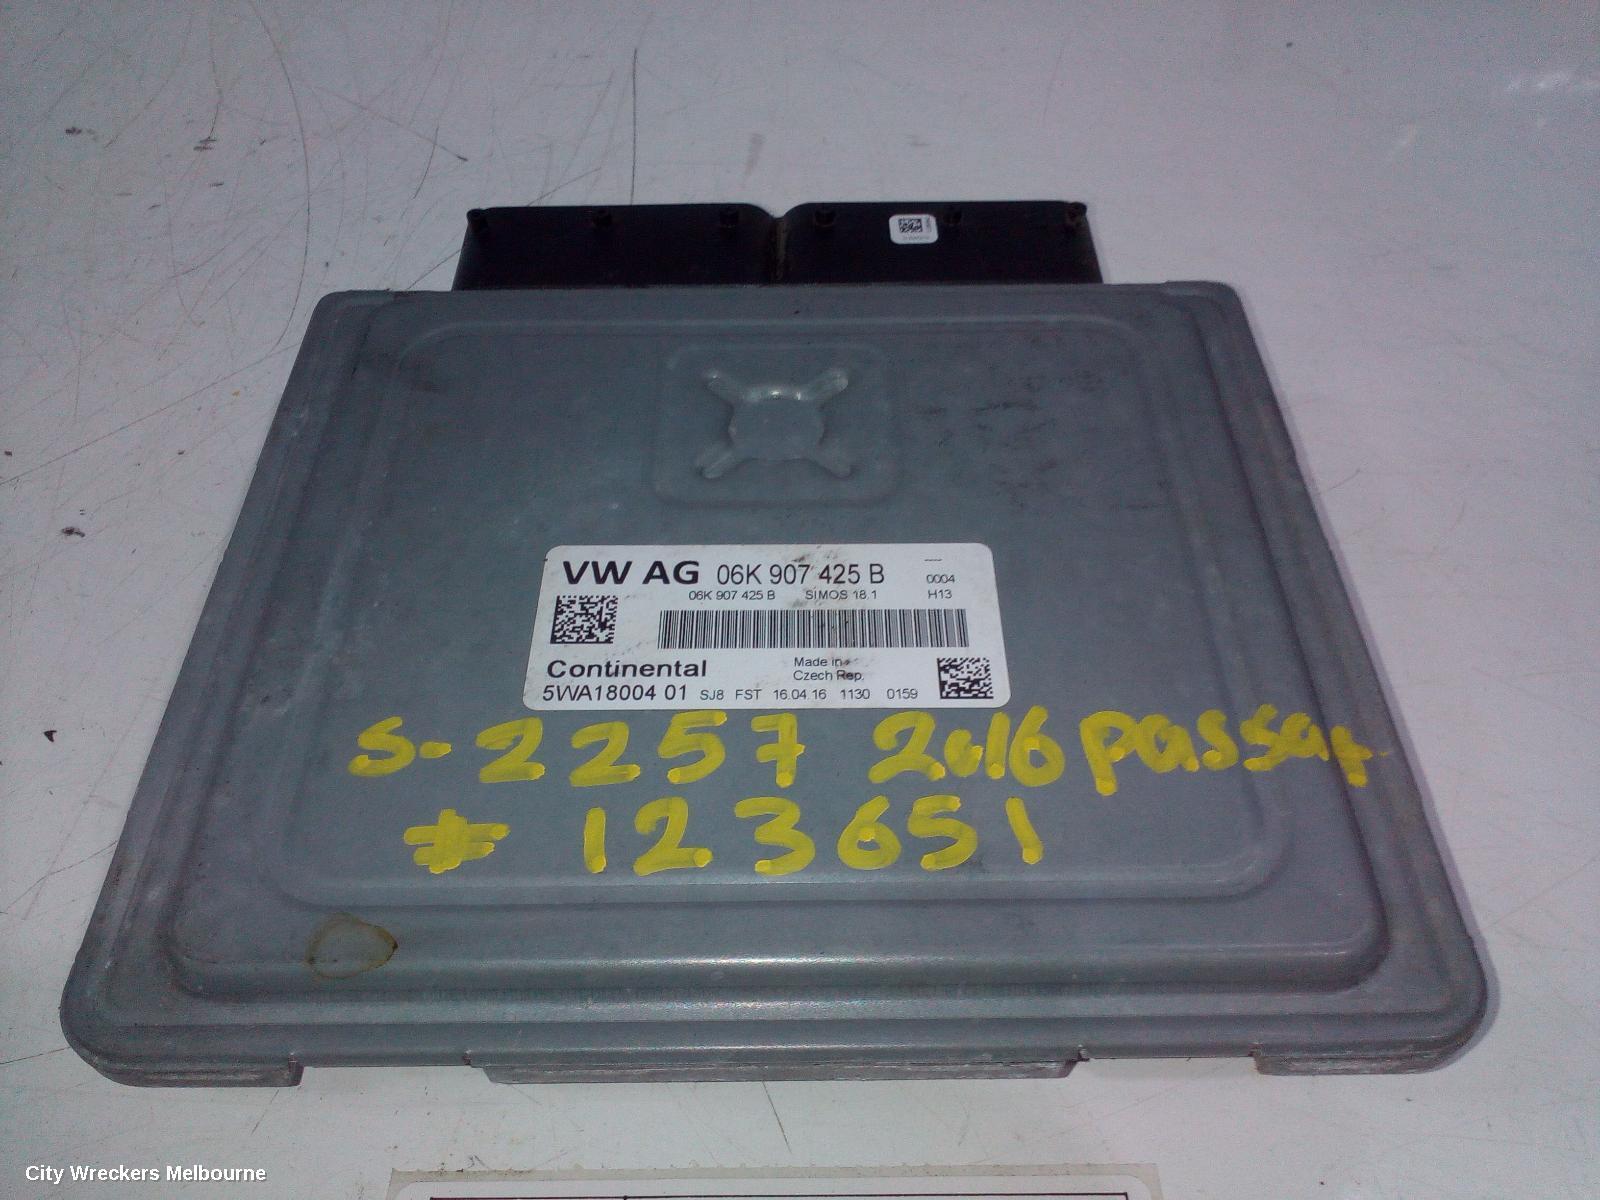 VW AG 06K 907 425 B 0004
06K 907 425 B SIMOS 18.1 H13
Continental Made in
Czech Rep.
5WA18004 01 SJ8 FST 16.04.16 1130 0159
S-2257 2016 Passat
# 123651
City Wreckers Melbourne